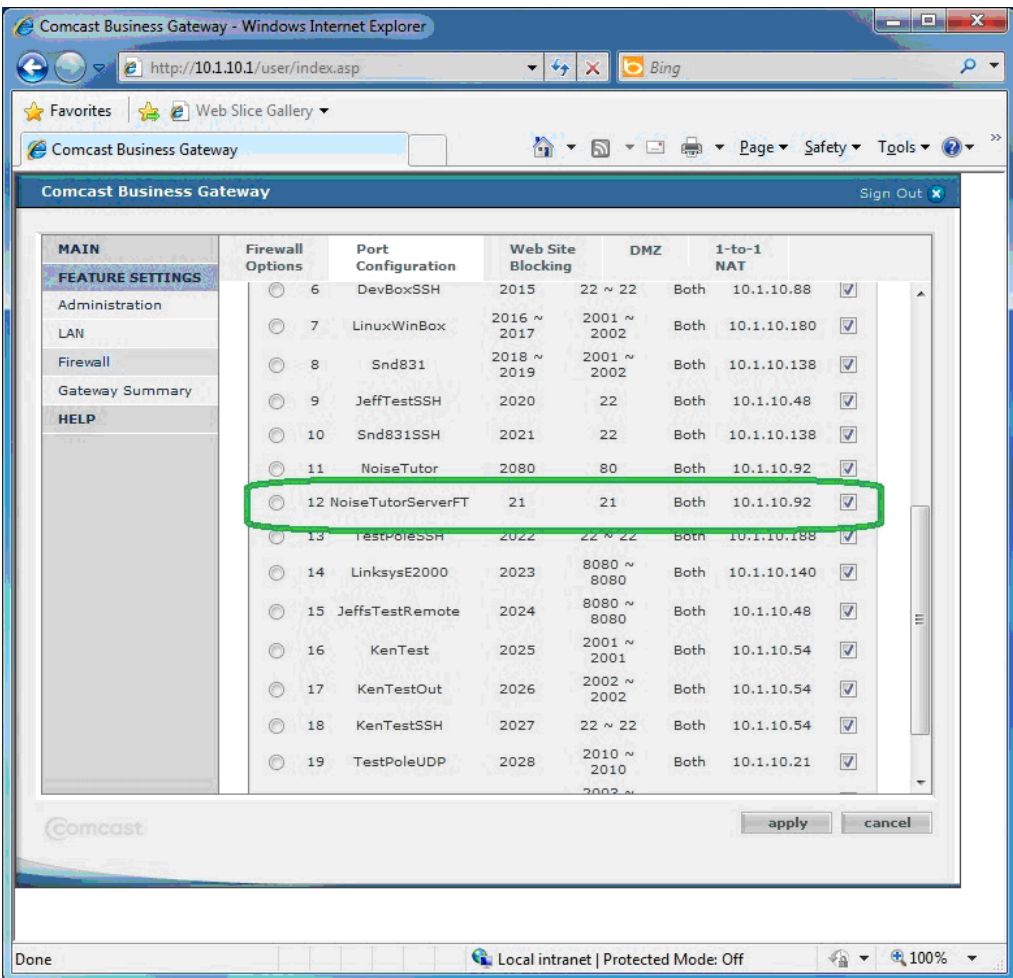 Comcast Business Gateway - Windows Internet Explorer
http://10.1.10.1/user/index.asp
Bing
Favorites
Web Slice Gallery
Comcast Business Gateway
Page
Safety
Tools
Comcast Business Gateway
Sign Out
MAIN
FEATURE SETTINGS
Administration
LAN
Firewall
Gateway Summary
HELP
Firewall Options
Port Configuration
Web Site Blocking
DMZ
1-to-1 NAT
6 DevBoxSSH 2015 22 ~ 22 Both 10.1.10.88
7 LinuxWinBox 2016 ~ 2017 2001 ~ 2002 Both 10.1.10.180
8 Snd831 2018 ~ 2019 2001 ~ 2002 Both 10.1.10.138
9 JeffTestSSH 2020 22 Both 10.1.10.48
10 Snd831SSH 2021 22 Both 10.1.10.138
11 NoiseTutor 2080 80 Both 10.1.10.92
12 NoiseTutorServerFT 21 21 Both 10.1.10.92
13 TestPoleSSH 2022 22 ~ 22 Both 10.1.10.188
14 LinksysE2000 2023 8080 ~ 8080 Both 10.1.10.140
15 JeffsTestRemote 2024 8080 ~ 8080 Both 10.1.10.48
16 KenTest 2025 2001 ~ 2001 Both 10.1.10.54
17 KenTestOut 2026 2002 ~ 2002 Both 10.1.10.54
18 KenTestSSH 2027 22 ~ 22 Both 10.1.10.54
19 TestPoleUDP 2028 2010 ~ 2010 Both 10.1.10.21
Comcast
apply
cancel
Done
Local intranet | Protected Mode: Off
100%